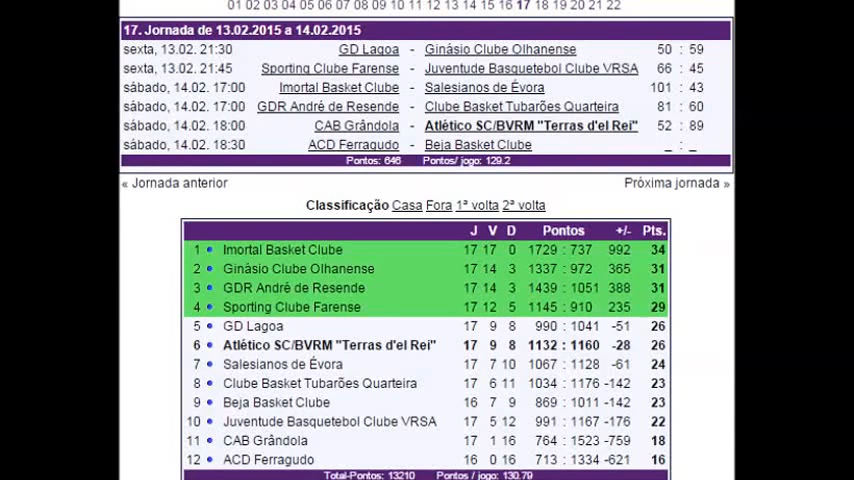 01 02 03 04 05 06 07 08 09 10 11 12 13 14 15 16 17 18 19 20 21 22
17. Jornada de 13.02.2015 a 14.02.2015
sexta, 13.02. 21:30 GD Lagoa - Ginásio Clube Olhanense 50 : 59
sexta, 13.02. 21:45 Sporting Clube Farense - Juventude Basquetebol Clube VRSA 66 : 45
sábado, 14.02. 17:00 Imortal Basket Clube - Salesianos de Évora 101 : 43
sábado, 14.02. 17:00 GDR André de Resende - Clube Basket Tubarões Quarteira 81 : 60
sábado, 14.02. 18:00 CAB Grândola - Atlético SC/BVRM "Terras d'el Rei" 52 : 89
sábado, 14.02. 18:30 ACD Ferragudo - Beja Basket Clube _ : _
Pontos: 646 Pontos/ jogo: 129.2
« Jornada anterior Próxima jornada »
Classificação Casa Fora 1ª volta 2ª volta
J V D Pontos +/- Pts.
1 Imortal Basket Clube 17 17 0 1729 : 737 992 34
2 Ginásio Clube Olhanense 17 14 3 1337 : 972 365 31
3 GDR André de Resende 17 14 3 1439 : 1051 388 31
4 Sporting Clube Farense 17 12 5 1145 : 910 235 29
5 GD Lagoa 17 9 8 990 : 1041 -51 26
6 Atlético SC/BVRM "Terras d'el Rei" 17 9 8 1132 : 1160 -28 26
7 Salesianos de Évora 17 7 10 1067 : 1128 -61 24
8 Clube Basket Tubarões Quarteira 17 6 11 1034 : 1176 -142 23
9 Beja Basket Clube 16 7 9 869 : 1011 -142 23
10 Juventude Basquetebol Clube VRSA 17 5 12 991 : 1167 -176 22
11 CAB Grândola 17 1 16 764 : 1523 -759 18
12 ACD Ferragudo 16 0 16 713 : 1334 -621 16
Total-Pontos: 13210 Pontos / jogo: 130.79